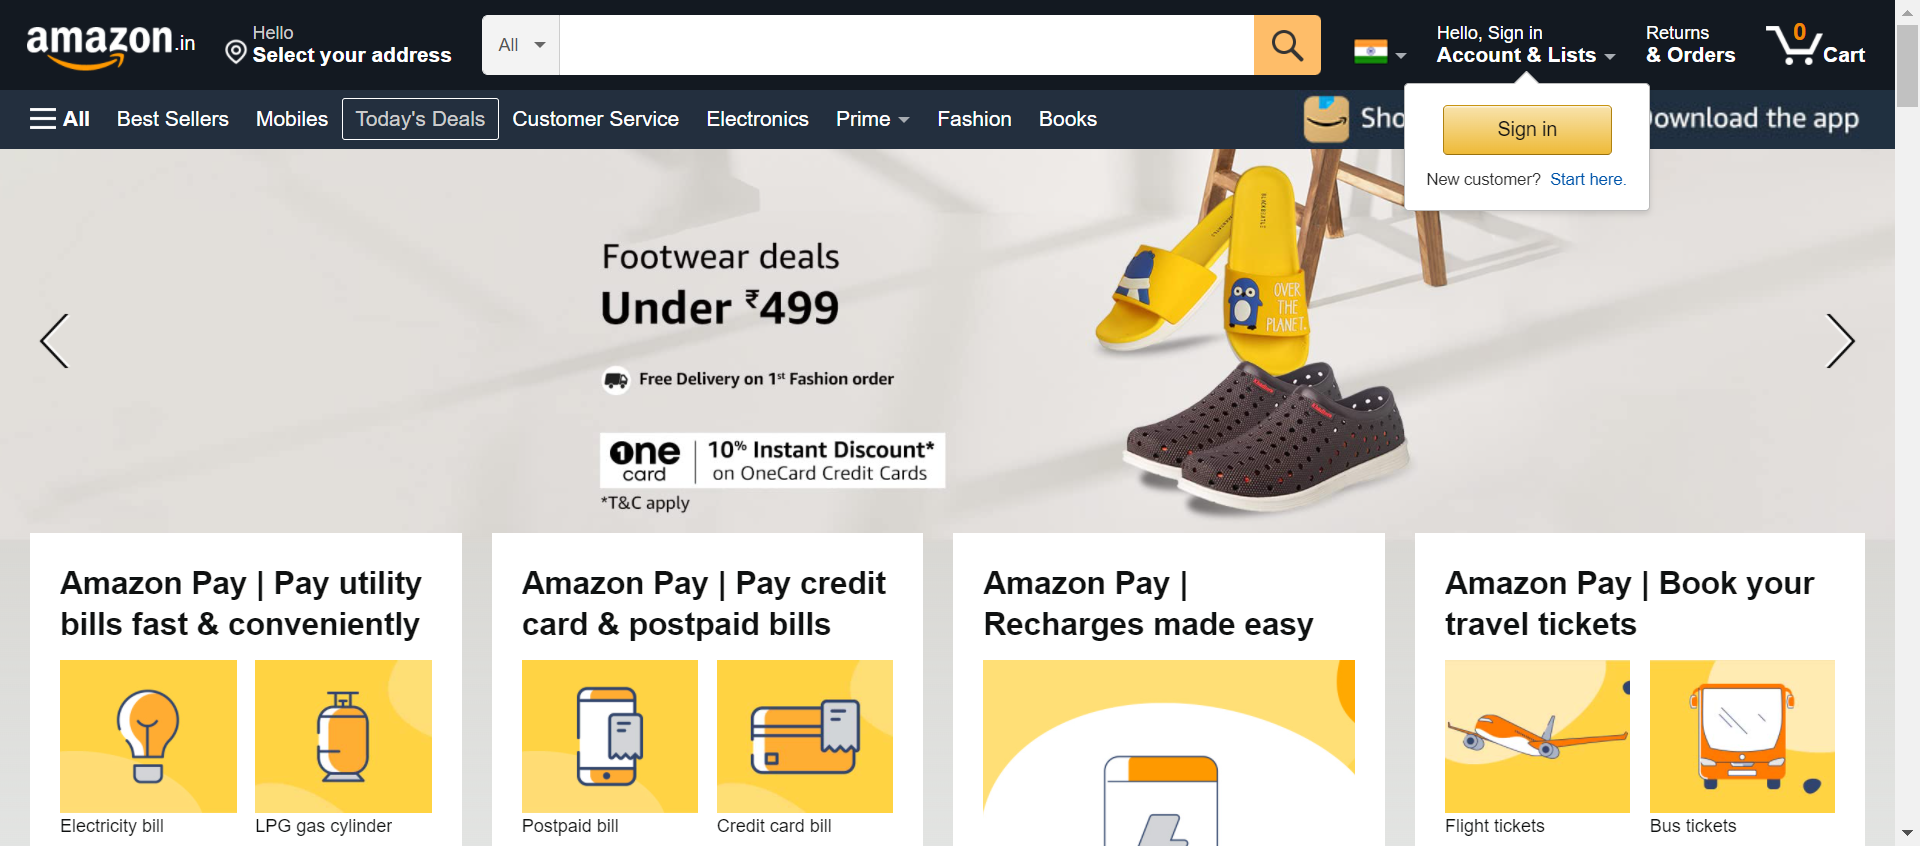 amazon.in
Hello
Select your address
All
Hello, Sign in
Account & Lists
Returns
& Orders
0
Cart
All
Best Sellers
Mobiles
Today's Deals
Customer Service
Electronics
Prime
Fashion
Books
Sho
ownload the app
Sign in
New customer? Start here.
Footwear deals
Under ₹499
Free Delivery on 1st Fashion order
one card
10% Instant Discount*
on OneCard Credit Cards
*T&C apply
OVER
THE
PLANET.
Amazon Pay | Pay utility
bills fast & conveniently
Electricity bill
LPG gas cylinder
Amazon Pay | Pay credit
card & postpaid bills
Postpaid bill
Credit card bill
Amazon Pay |
Recharges made easy
Amazon Pay | Book your
travel tickets
Flight tickets
Bus tickets